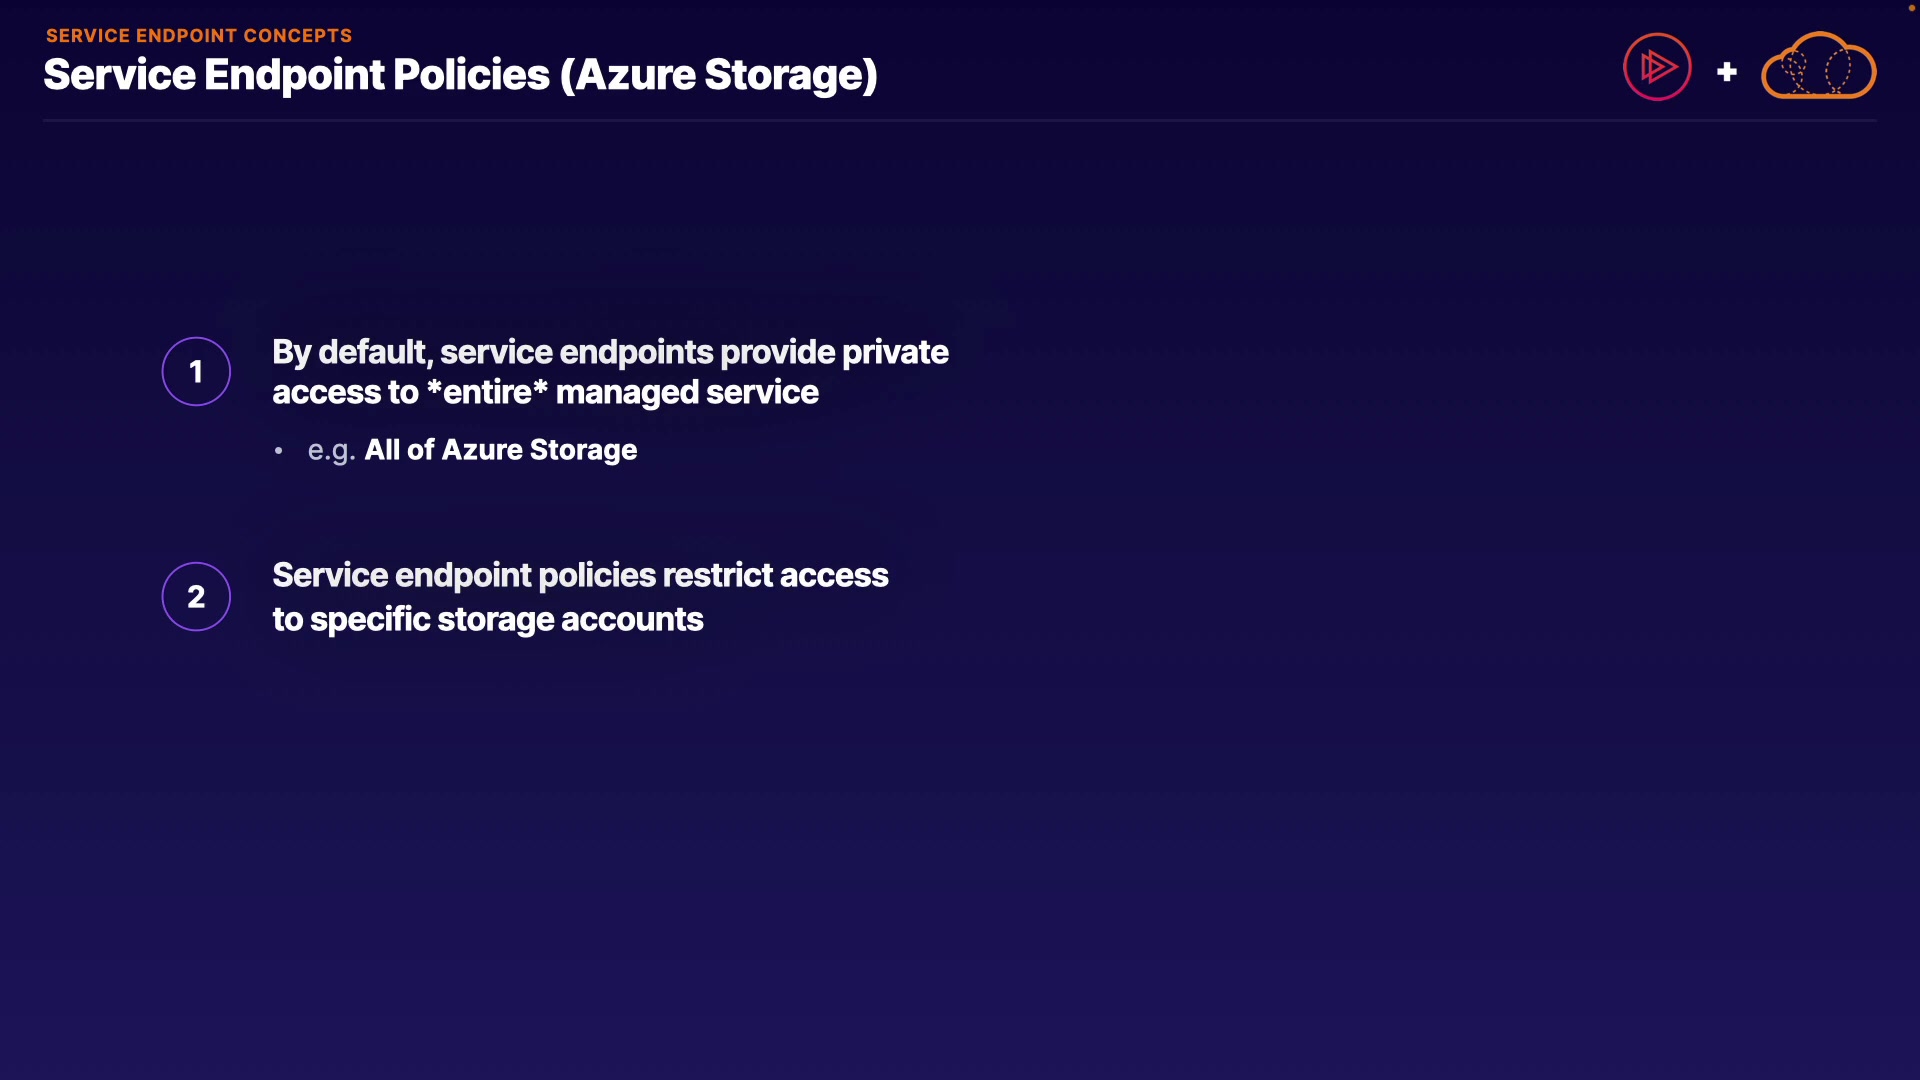 SERVICE ENDPOINT CONCEPTS
Service Endpoint Policies (Azure Storage)
+
1
By default, service endpoints provide private
access to *entire* managed service
• e.g. All of Azure Storage
2
Service endpoint policies restrict access
to specific storage accounts